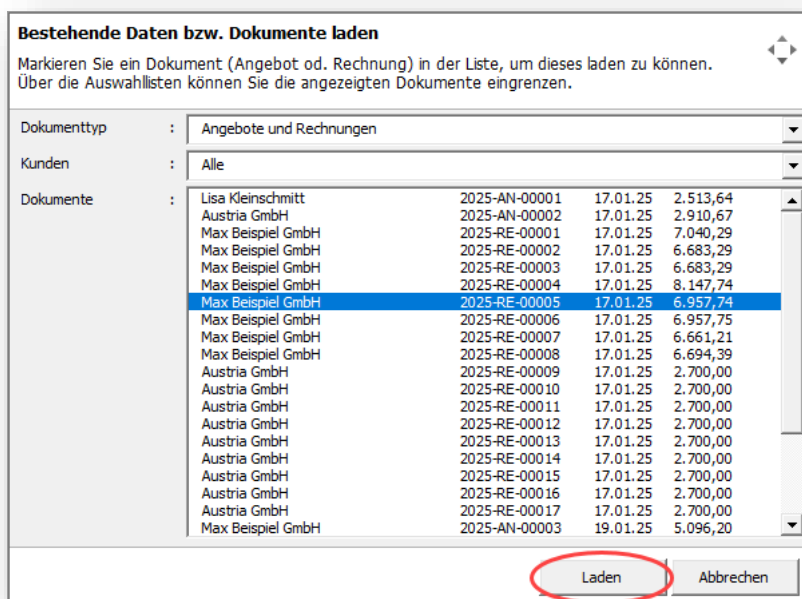 Bestehende Daten bzw. Dokumente laden
Markieren Sie ein Dokument (Angebot od. Rechnung) in der Liste, um dieses laden zu können.
Über die Auswahllisten können Sie die angezeigten Dokumente eingrenzen.
Dokumenttyp : Angebote und Rechnungen
Kunden : Alle
Dokumente : Lisa Kleinschmitt 2025-AN-00001 17.01.25 2.513,64
Austria GmbH 2025-AN-00002 17.01.25 2.910,67
Max Beispiel GmbH 2025-RE-00001 17.01.25 7.040,29
Max Beispiel GmbH 2025-RE-00002 17.01.25 6.683,29
Max Beispiel GmbH 2025-RE-00003 17.01.25 6.683,29
Max Beispiel GmbH 2025-RE-00004 17.01.25 8.147,74
Max Beispiel GmbH 2025-RE-00005 17.01.25 6.957,74
Max Beispiel GmbH 2025-RE-00006 17.01.25 6.957,75
Max Beispiel GmbH 2025-RE-00007 17.01.25 6.661,21
Max Beispiel GmbH 2025-RE-00008 17.01.25 6.694,39
Austria GmbH 2025-RE-00009 17.01.25 2.700,00
Austria GmbH 2025-RE-00010 17.01.25 2.700,00
Austria GmbH 2025-RE-00011 17.01.25 2.700,00
Austria GmbH 2025-RE-00012 17.01.25 2.700,00
Austria GmbH 2025-RE-00013 17.01.25 2.700,00
Austria GmbH 2025-RE-00014 17.01.25 2.700,00
Austria GmbH 2025-RE-00015 17.01.25 2.700,00
Austria GmbH 2025-RE-00016 17.01.25 2.700,00
Austria GmbH 2025-RE-00017 17.01.25 2.700,00
Max Beispiel GmbH 2025-AN-00003 19.01.25 5.096,20
Laden Abbrechen